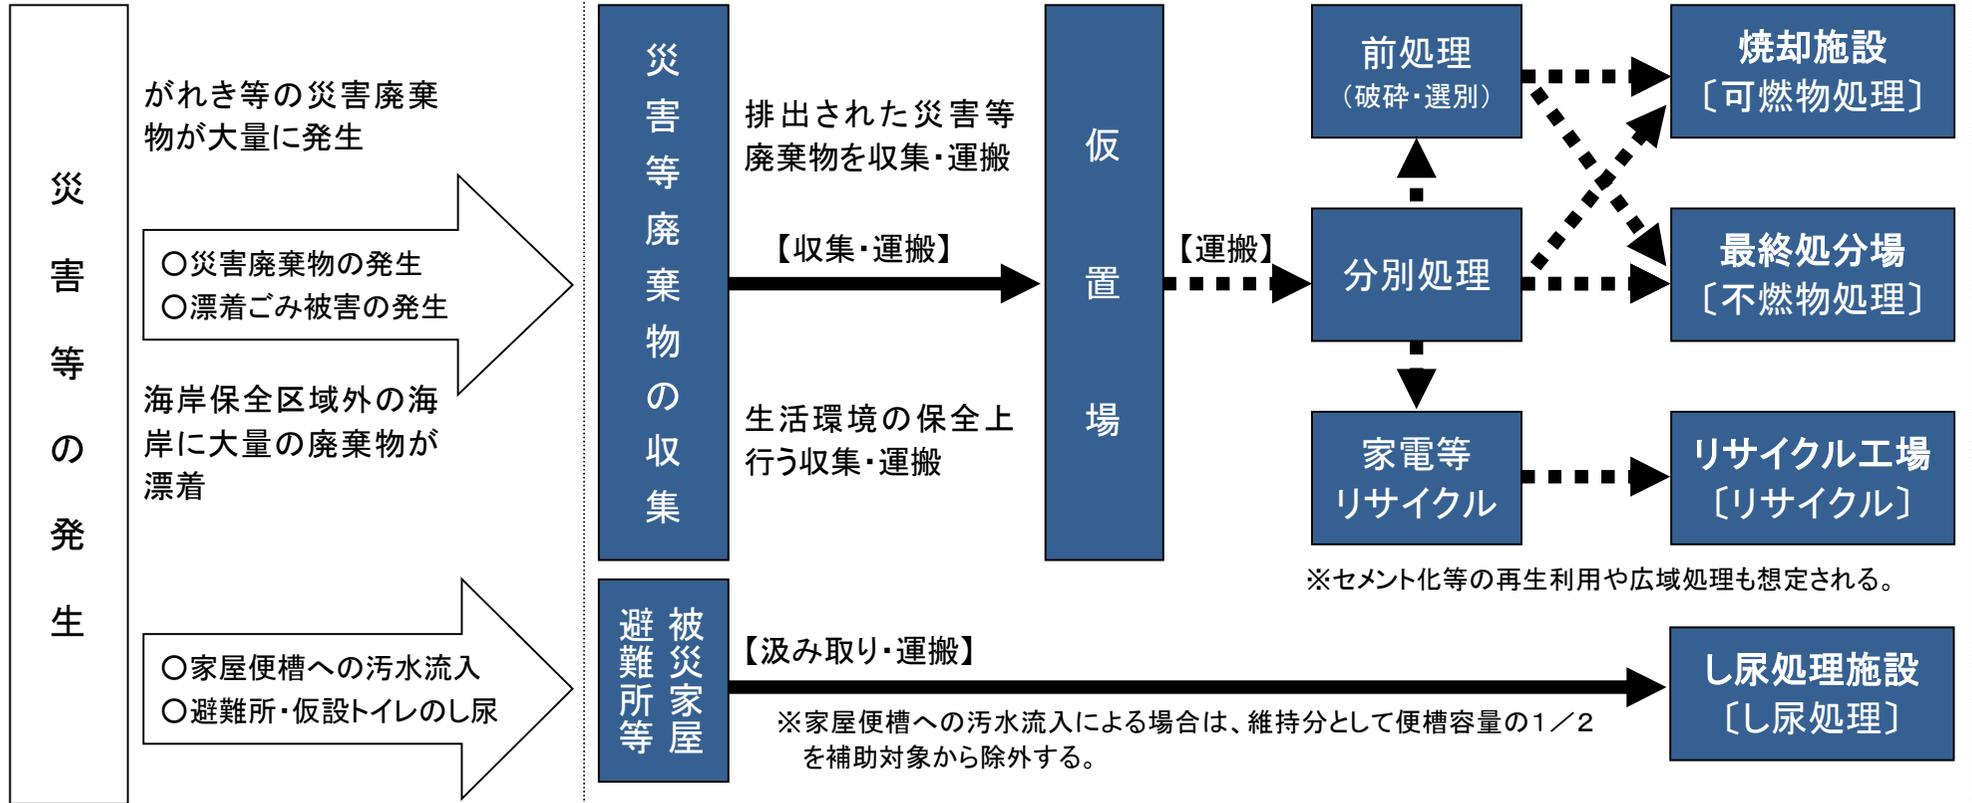 災害等の発生
がれき等の災害廃棄
物が大量に発生
〇災害廃棄物の発生
〇漂着ごみ被害の発生
海岸保全区域外の海
岸に大量の廃棄物が
漂着
〇家屋便槽への汚水流入
〇避難所・仮設トイレのし尿
災害等廃棄物の収集
排出された災害等
廃棄物を収集・運搬
【収集・運搬】
生活環境の保全上
行う収集・運搬
仮置場
【運搬】
前処理
（破砕・選別）
分別処理
家電等
リサイクル
焼却施設
〔可燃物処理〕
最終処分場
〔不燃物処理〕
リサイクル工場
〔リサイクル〕
※セメント化等の再生利用や広域処理も想定される。
被災家屋
避難所等
【汲み取り・運搬】
※家屋便槽への汚水流入による場合は、維持分として便槽容量の１／２
を補助対象から除外する。
し尿処理施設
〔し尿処理〕